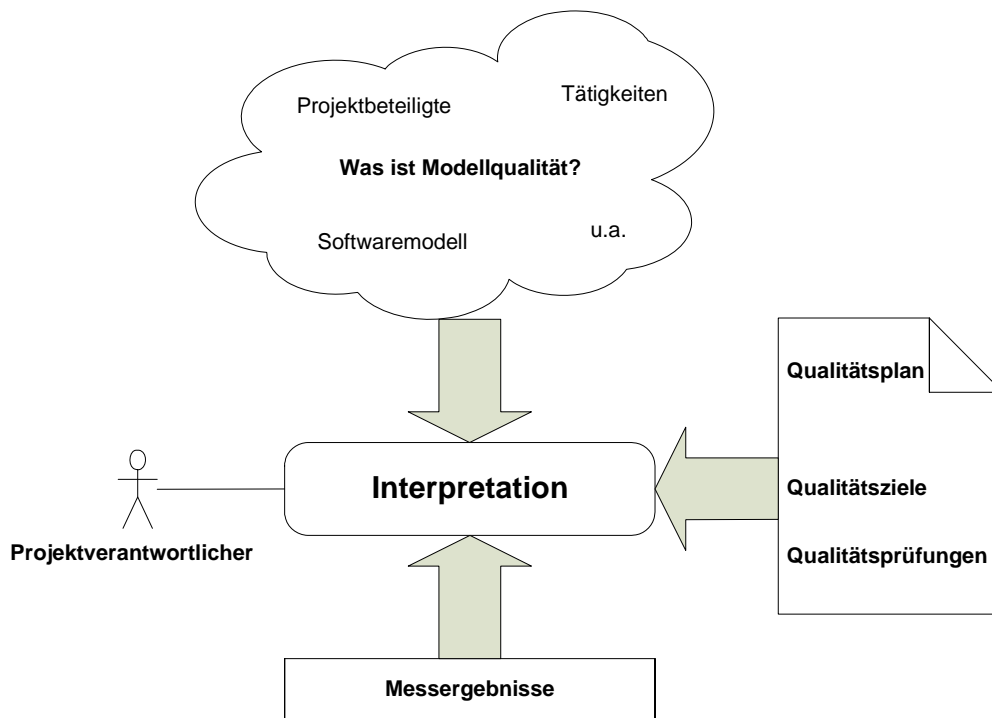 Projektbeteiligte
Tätigkeiten
Was ist Modellqualität?
Softwaremodell
u.a.
Qualitätsplan
Qualitätsziele
Qualitätsprüfungen
Interpretation
Projektverantwortlicher
Messergebnisse